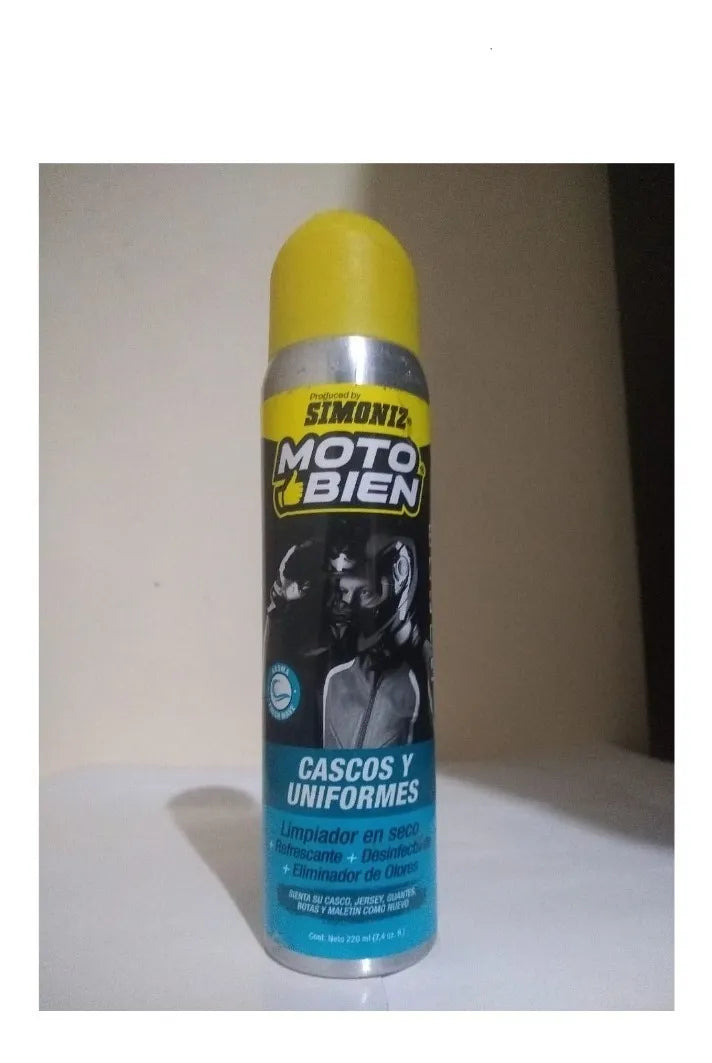 Produced by
SIMONIZ®
MOTO
BIEN
AROMA
CASCOS Y
UNIFORMES
Limpiador en seco
+ Refrescante + Desinfectante
+ Eliminador de Olores
SIENTA SU CASCO, JERSEY, GUANTES,
BOTAS Y MALETÍN COMO NUEVO
Cont. Neto 220 ml (7,4 oz. fl.)